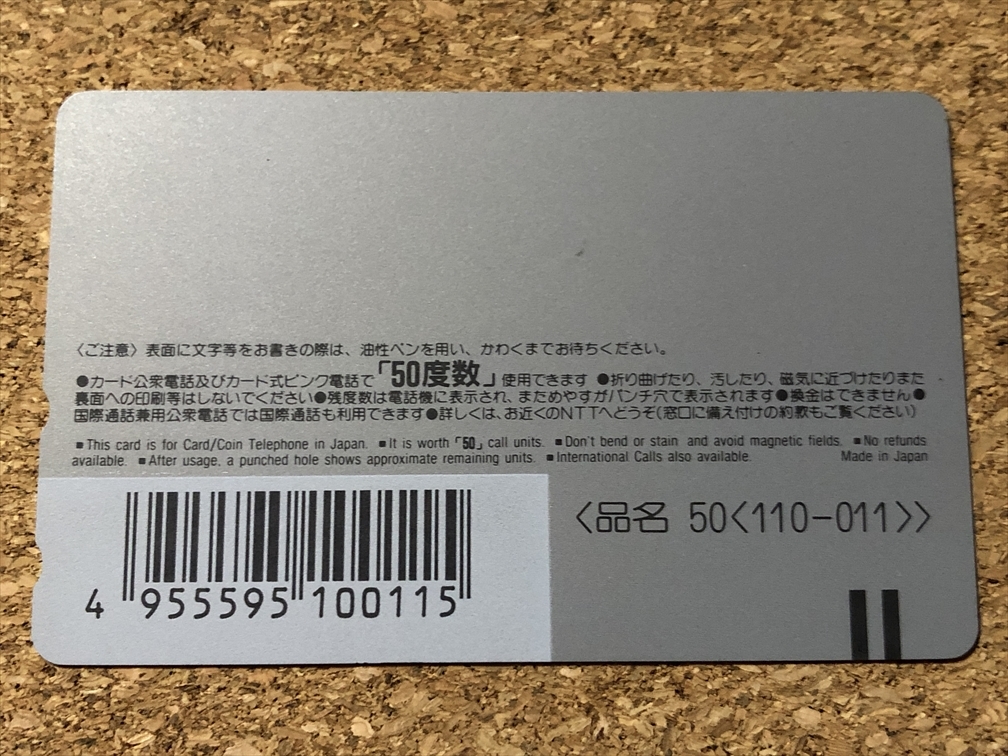 〈ご注意〉表面に文字等をお書きの際は、油性ペンを用い、かわくまでお待ちください。
●カード公衆電話及びカード式ピンク電話で「50度数」使用できます ●折り曲げたり、汚したり、磁気に近づけたりまた
裏面への印刷等はしないでください●残度数は電話機に表示され、まためやすがパンチ穴で表示されます●換金はできません●
国際通話兼用公衆電話では国際通話も利用できます●詳しくは、お近くのNTTへどうぞ(窓口に備え付けの約款もご覧ください)
■This card is for Card/Coin Telephone in Japan. ■It is worth「50」call units. ■Don't bend or stain and avoid magnetic fields. ■No refunds
available. ■After usage, a punched hole shows approximate remaining units. ■International Calls also available. Made in Japan
〈品名 50〈110-011〉〉
4 955595 100115